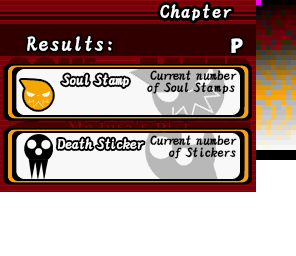 Chapter
Results:
P
Soul Stamp
Current number
of Soul Stamps
Death Sticker
Current number
of Stickers